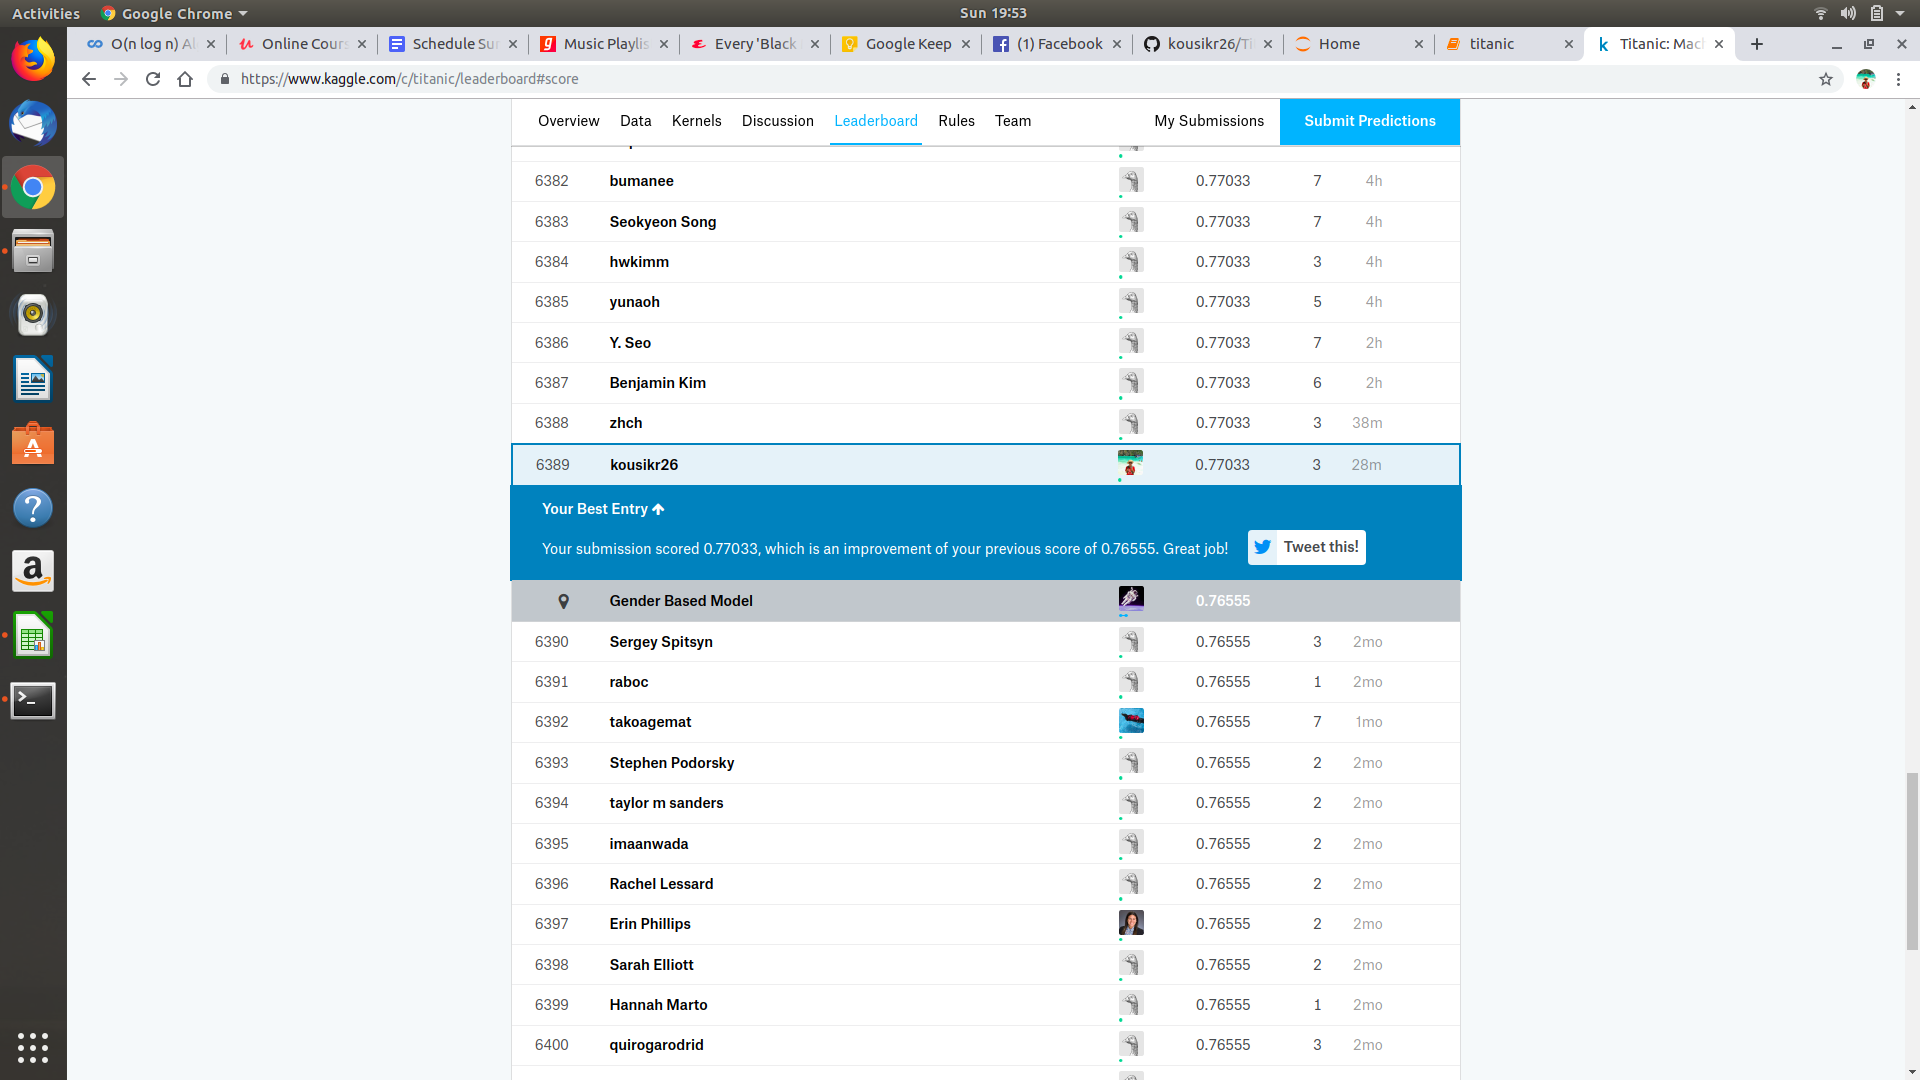 Activities Google Chrome Sun 19:53
O(n log n) Al Online Cours Schedule Sur Music Playlis Every 'Black Google Keep (1) Facebook kousikr26/Ti Home titanic Titanic: Mach
https://www.kaggle.com/c/titanic/leaderboard#score
Overview Data Kernels Discussion Leaderboard Rules Team My Submissions Submit Predictions
6382 bumanee 0.77033 7 4h
6383 Seokyeon Song 0.77033 7 4h
6384 hwkimm 0.77033 3 4h
6385 yunaoh 0.77033 5 4h
6386 Y. Seo 0.77033 7 2h
6387 Benjamin Kim 0.77033 6 2h
6388 zhch 0.77033 3 38m
6389 kousikr26 0.77033 3 28m
Your Best Entry
Your submission scored 0.77033, which is an improvement of your previous score of 0.76555. Great job! Tweet this!
Gender Based Model 0.76555
6390 Sergey Spitsyn 0.76555 3 2mo
6391 raboc 0.76555 1 2mo
6392 takoagemat 0.76555 7 1mo
6393 Stephen Podorsky 0.76555 2 2mo
6394 taylor m sanders 0.76555 2 2mo
6395 imaanwada 0.76555 2 2mo
6396 Rachel Lessard 0.76555 2 2mo
6397 Erin Phillips 0.76555 2 2mo
6398 Sarah Elliott 0.76555 2 2mo
6399 Hannah Marto 0.76555 1 2mo
6400 quirogarodrid 0.76555 3 2mo